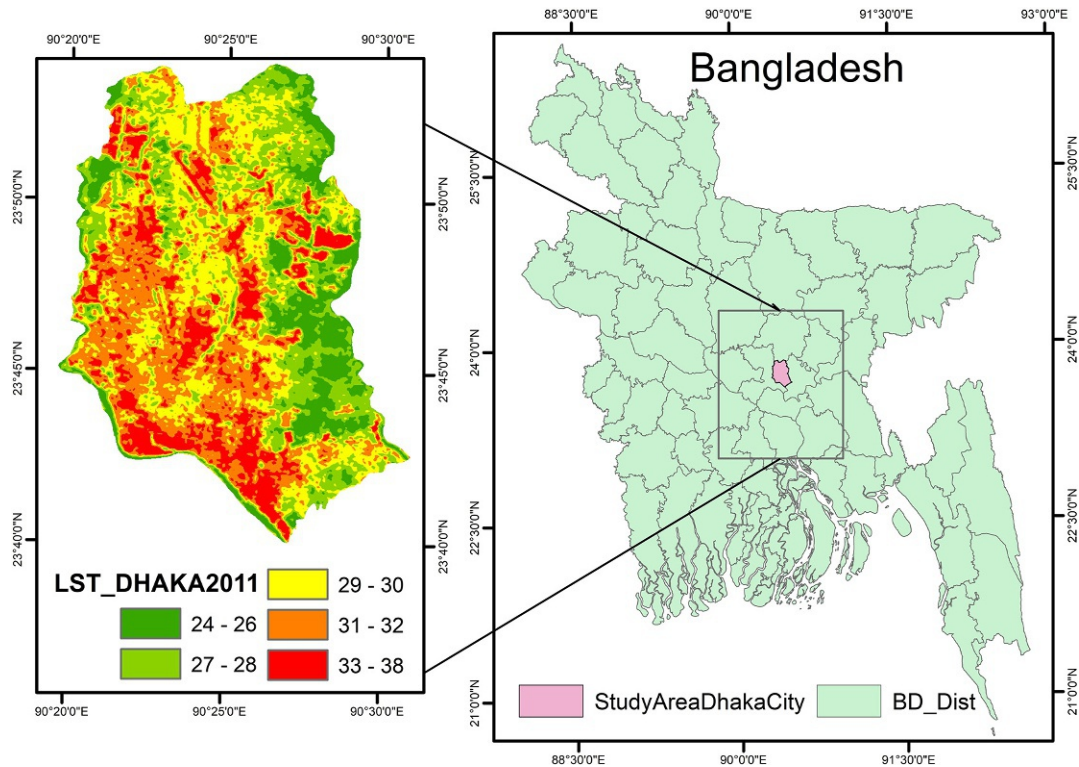 88°30'0"E 90°0'0"E 91°30'0"E 93°0'0"E
90°20'0"E 90°25'0"E 90°30'0"E
Bangladesh
25°30'0"N
25°30'0"N
23°50'0"N
23°50'0"N
24°0'0"N
24°0'0"N
23°45'0"N
23°45'0"N
22°30'0"N
22°30'0"N
23°40'0"N
23°40'0"N
LST_DHAKA2011
24 - 26
27 - 28
29 - 30
31 - 32
33 - 38
21°0'0"N
21°0'0"N
StudyAreaDhakaCity
BD_Dist
90°20'0"E 90°25'0"E 90°30'0"E
88°30'0"E 90°0'0"E 91°30'0"E